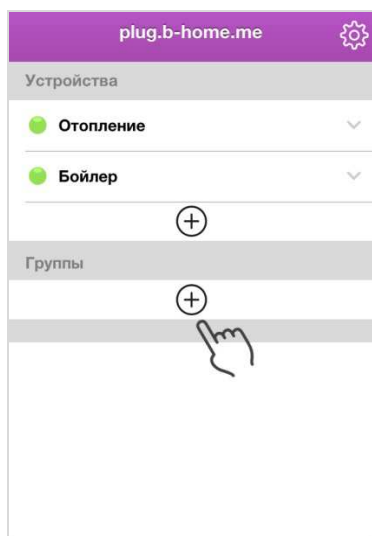 plug.b-home.me
Устройства
Отопление
Бойлер
Группы